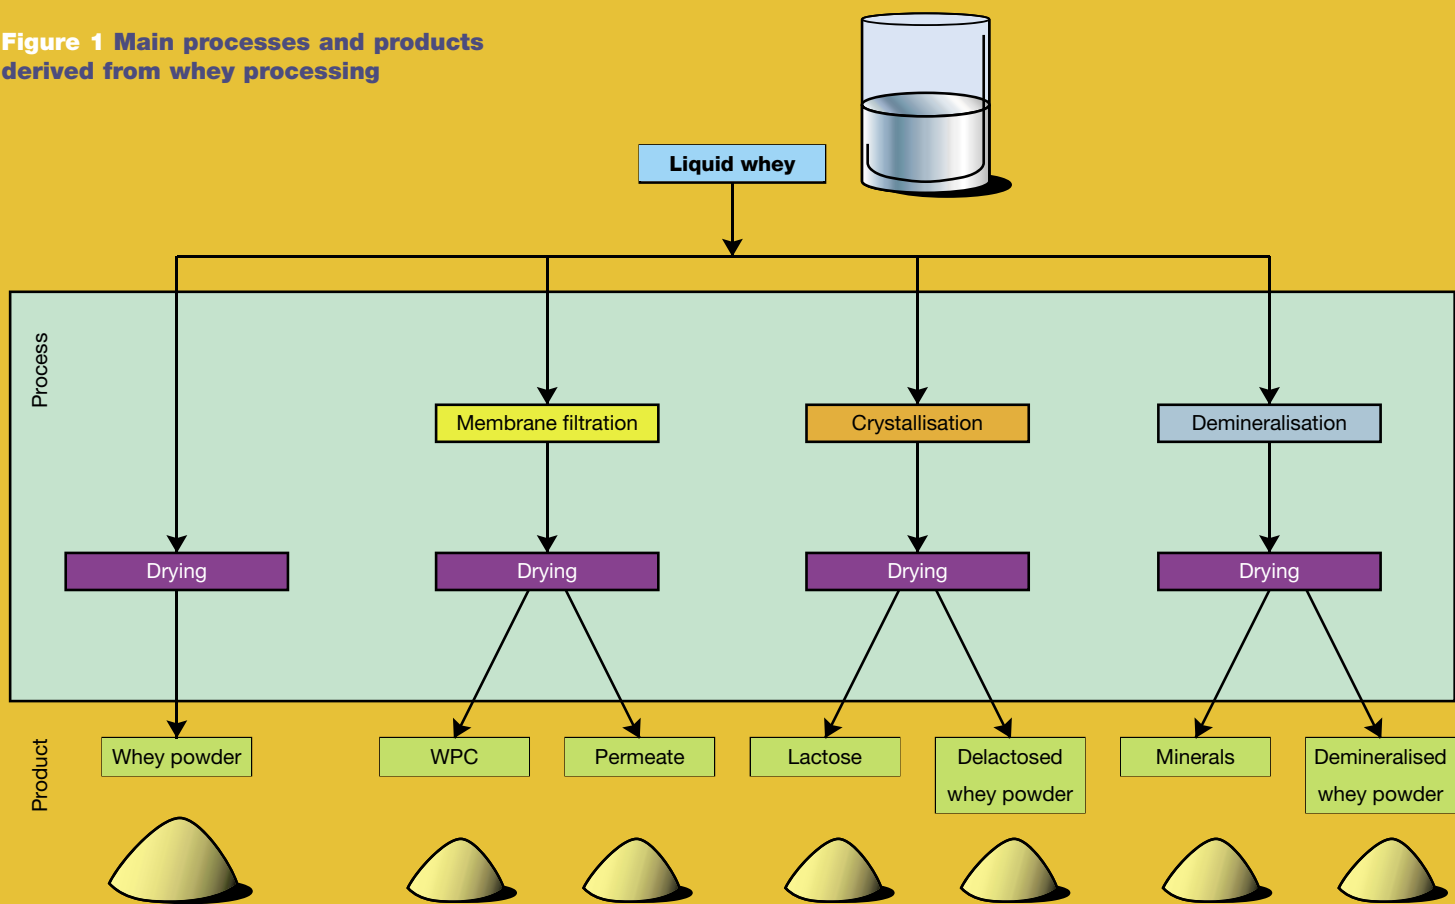 Figure 1 Main processes and products
derived from whey processing
Liquid whey
Process
Membrane filtration
Crystallisation
Demineralisation
Drying
Drying
Drying
Drying
Product
Whey powder
WPC
Permeate
Lactose
Delactosed
whey powder
Minerals
Demineralised
whey powder